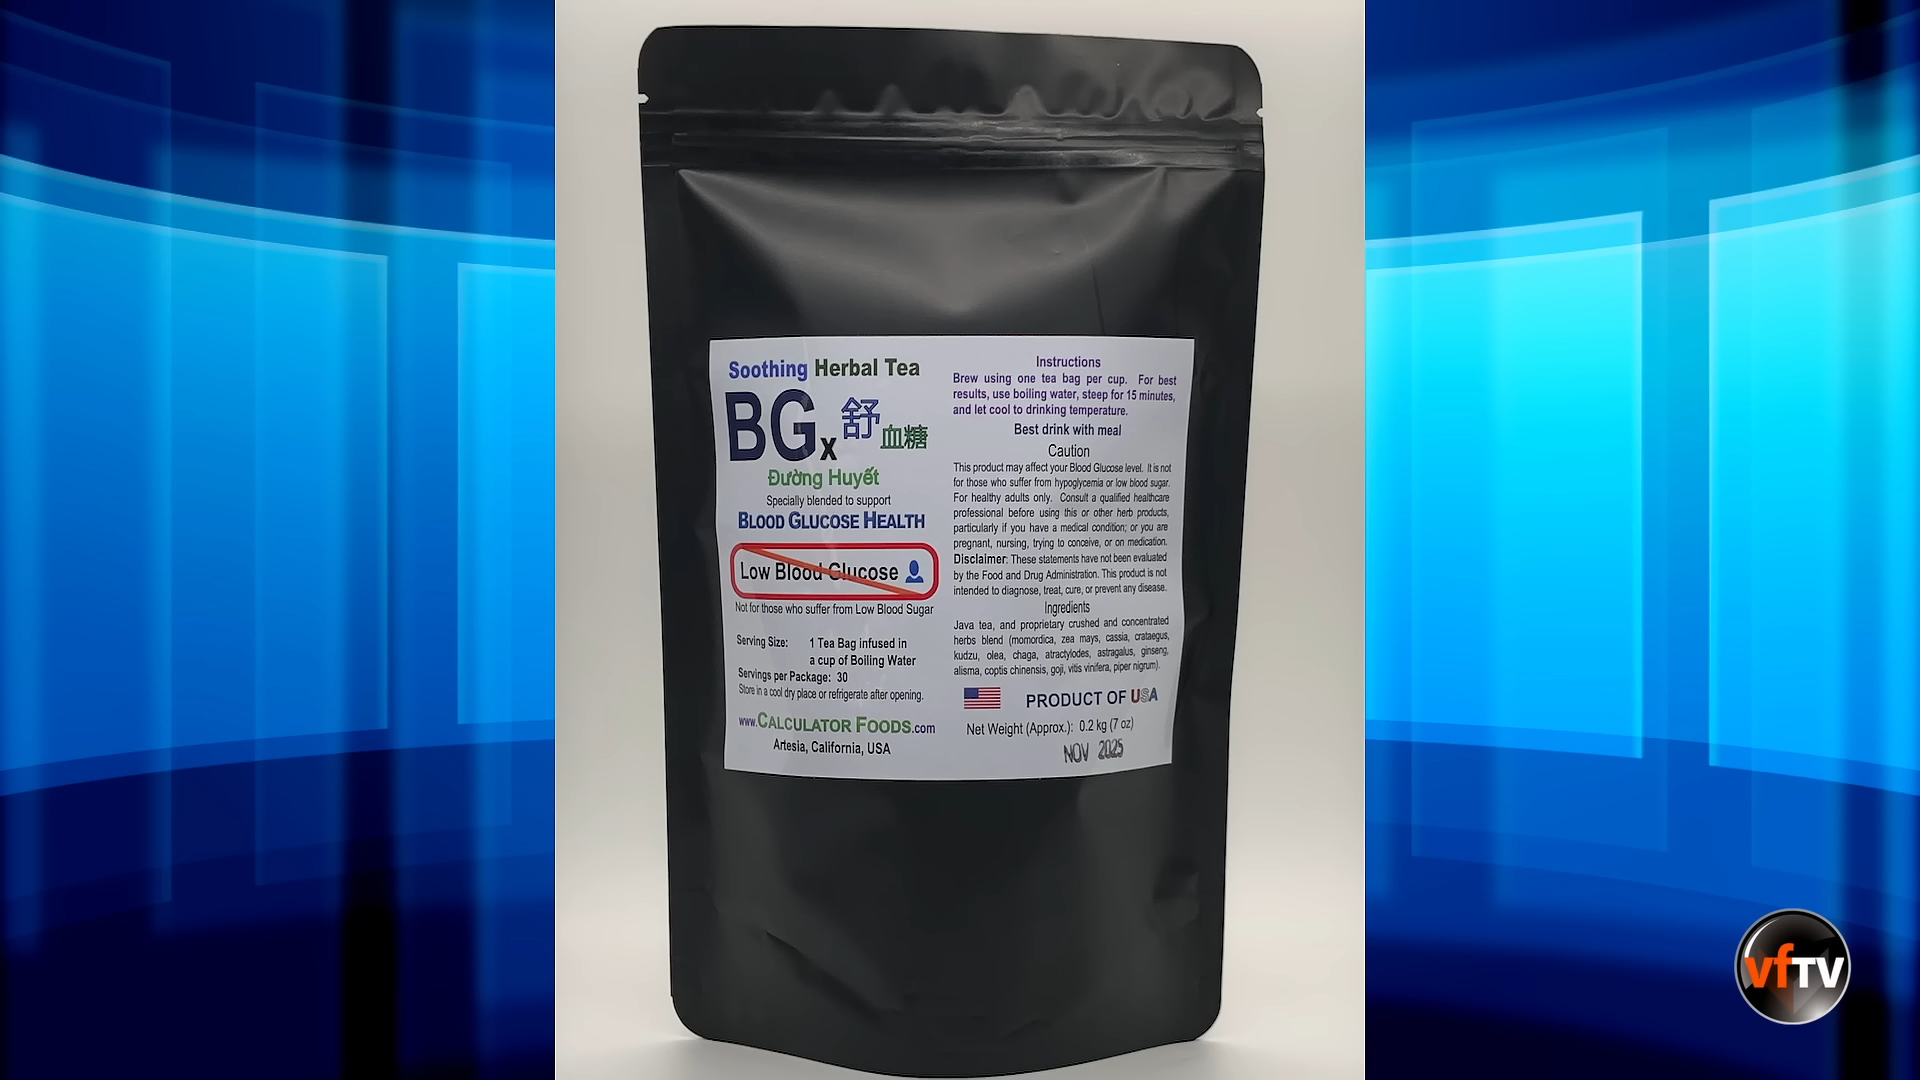 Soothing Herbal Tea
BGx 舒 血糖
Đường Huyết
Specially blended to support
BLOOD GLUCOSE HEALTH
Low Blood Glucose
Not for those who suffer from Low Blood Sugar
Serving Size: 1 Tea Bag infused in
a cup of Boiling Water
Servings per Package: 30
Store in a cool dry place or refrigerate after opening.
www.CALCULATOR FOODS.com
Artesia, California, USA
Instructions
Brew using one tea bag per cup. For best
results, use boiling water, steep for 15 minutes,
and let cool to drinking temperature.
Best drink with meal
Caution
This product may affect your Blood Glucose level. It is not
for those who suffer from hypoglycemia or low blood sugar.
For healthy adults only. Consult a qualified healthcare
professional before using this or other herb products,
particularly if you have a medical condition; or you are
pregnant, nursing, trying to conceive, or on medication.
Disclaimer: These statements have not been evaluated
by the Food and Drug Administration. This product is not
intended to diagnose, treat, cure, or prevent any disease.
Ingredients
Java tea, and proprietary crushed and concentrated
herbs blend (momordica, zea mays, cassia, crataegus,
kudzu, olea, chaga, atractylodes, astragalus, ginseng,
alisma, coptis chinensis, goji, vitis vinifera, piper nigrum).
PRODUCT OF USA
Net Weight (Approx.): 0.2 kg (7 oz)
NOV 2025
vfTV